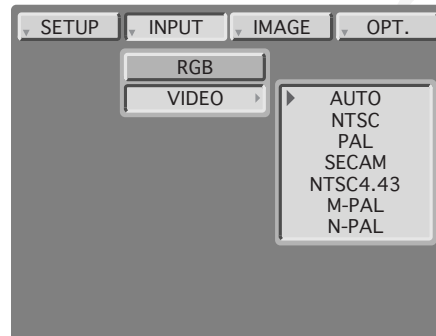 SETUP INPUT IMAGE OPT.
RGB
VIDEO
AUTO
NTSC
PAL
SECAM
NTSC4.43
M-PAL
N-PAL